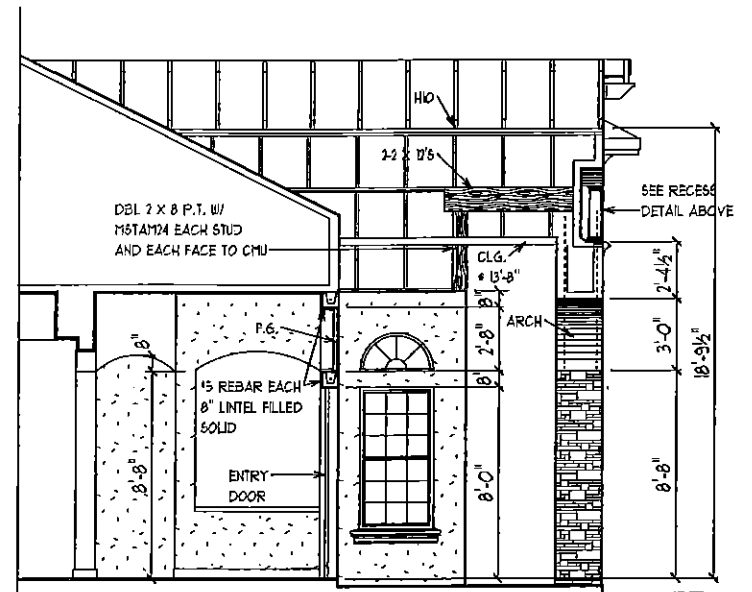 HIO
2-2 X 12'S
SEE RECESS
DETAIL ABOVE
DBL 2 X 8 P.T. W/
MSTAM24 EACH STUD
AND EACH FACE TO CMU
CLG.
@ 13'-8"
2'-4½"
8"
P.G.
ARCH
2'-8"
3'-0"
18'-9½"
8"
8"
#5 REBAR EACH
8" LINTEL FILLED
SOLID
8'-8"
ENTRY
DOOR
8'-0"
8'-8"